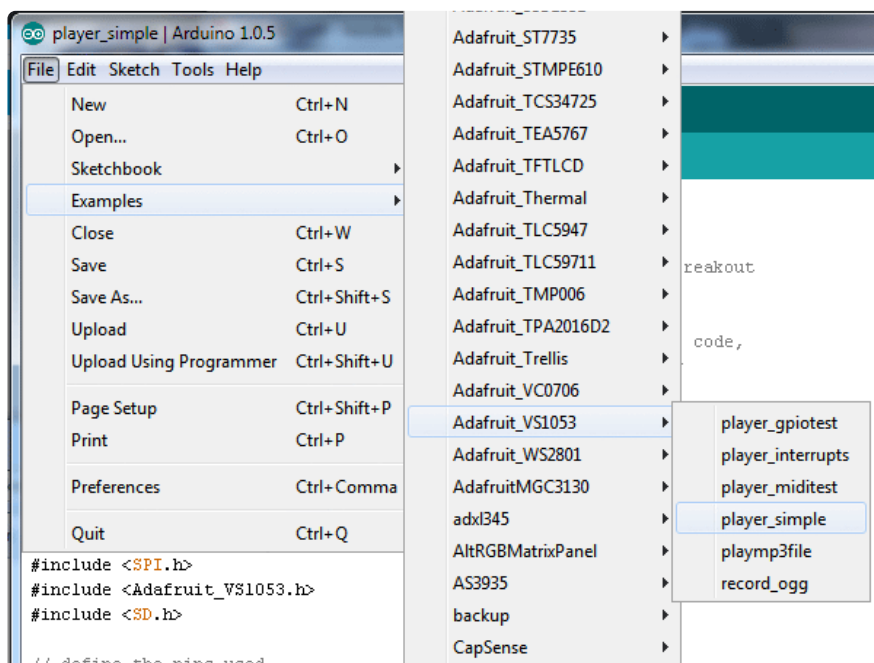 player_simple | Arduino 1.0.5
File Edit Sketch Tools Help
New Ctrl+N
Open... Ctrl+O
Sketchbook
Examples
Close Ctrl+W
Save Ctrl+S
Save As... Ctrl+Shift+S
Upload Ctrl+U
Upload Using Programmer Ctrl+Shift+U
Page Setup Ctrl+Shift+P
Print Ctrl+P
Preferences Ctrl+Comma
Quit Ctrl+Q
Adafruit_ST7735
Adafruit_STMPE610
Adafruit_TCS34725
Adafruit_TEA5767
Adafruit_TFTLCD
Adafruit_Thermal
Adafruit_TLC5947
Adafruit_TLC59711
Adafruit_TMP006
Adafruit_TPA2016D2
Adafruit_Trellis
Adafruit_VC0706
Adafruit_VS1053
Adafruit_WS2801
AdafruitMGC3130
adxl345
AltRGBMatrixPanel
AS3935
backup
CapSense
player_gpiotest
player_interrupts
player_miditest
player_simple
playmp3file
record_ogg
reakout
code,
#include <SPI.h>
#include <Adafruit_VS1053.h>
#include <SD.h>
// define the pins used